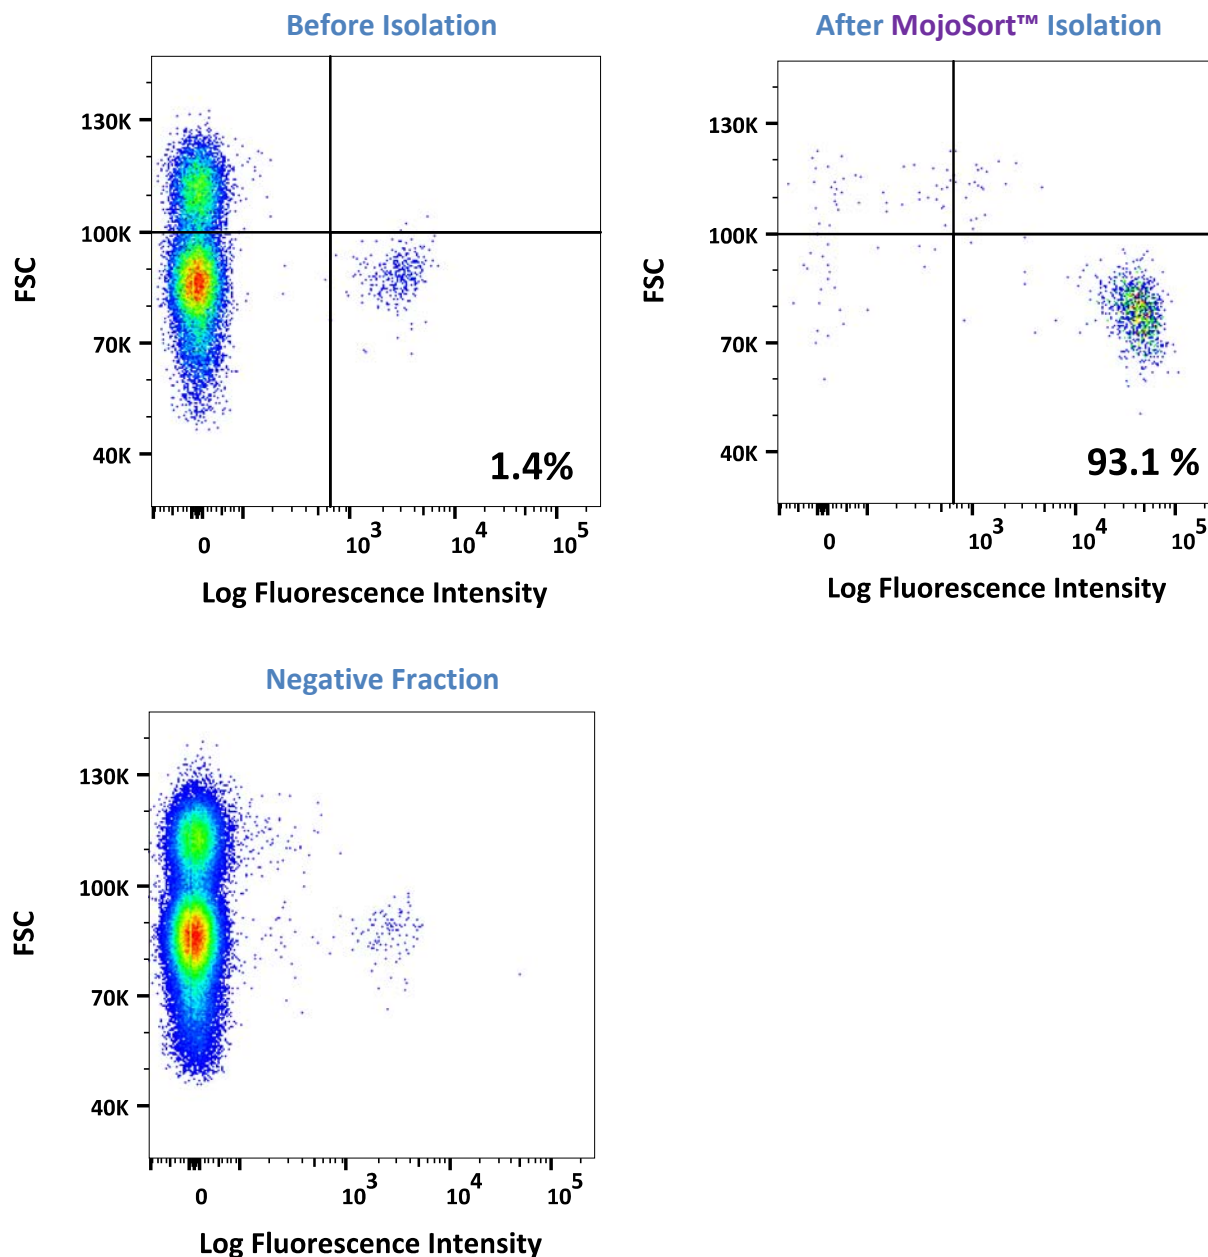 Before Isolation
FSC
130K
100K
70K
40K
1.4%
0 10³ 10⁴ 10⁵
Log Fluorescence Intensity
After MojoSort™ Isolation
FSC
130K
100K
70K
40K
93.1 %
0 10³ 10⁴ 10⁵
Log Fluorescence Intensity
Negative Fraction
FSC
130K
100K
70K
40K
0 10³ 10⁴ 10⁵
Log Fluorescence Intensity